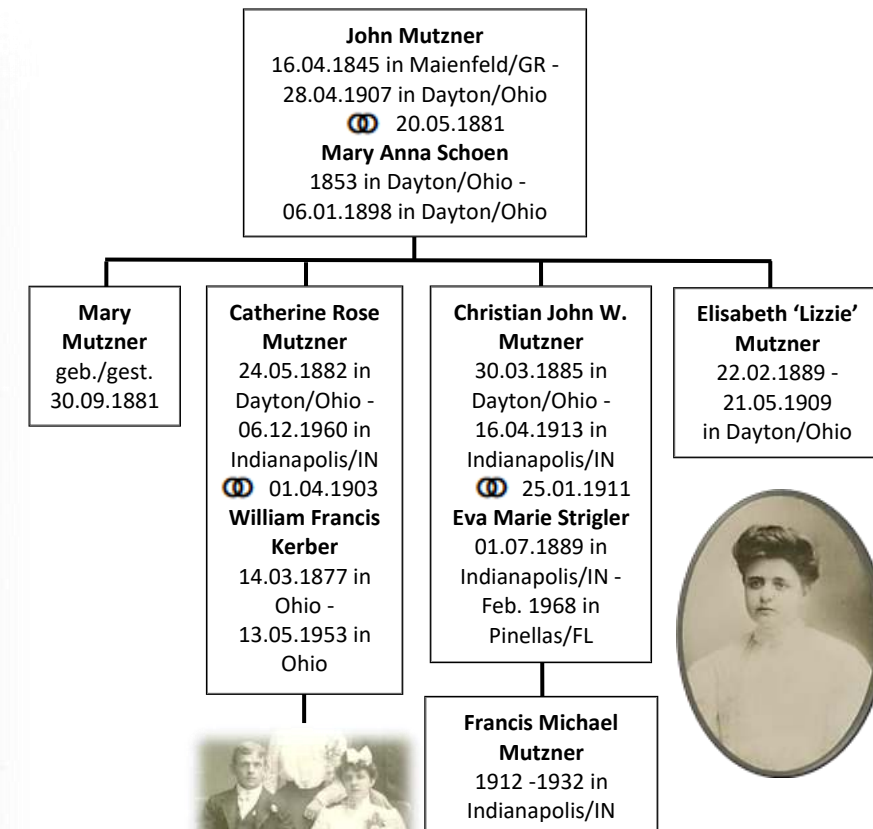 John Mutzner
16.04.1845 in Maienfeld/GR -
28.04.1907 in Dayton/Ohio
20.05.1881
Mary Anna Schoen
1853 in Dayton/Ohio -
06.01.1898 in Dayton/Ohio
Mary
Mutzner
geb./gest.
30.09.1881
Catherine Rose
Mutzner
24.05.1882 in
Dayton/Ohio -
06.12.1960 in
Indianapolis/IN
01.04.1903
William Francis
Kerber
14.03.1877 in
Ohio -
13.05.1953 in
Ohio
Christian John W.
Mutzner
30.03.1885 in
Dayton/Ohio -
16.04.1913 in
Indianapolis/IN
25.01.1911
Eva Marie Strigler
01.07.1889 in
Indianapolis/IN -
Feb. 1968 in
Pinellas/FL
Francis Michael
Mutzner
1912 -1932 in
Indianapolis/IN
Elisabeth ‘Lizzie’
Mutzner
22.02.1889 -
21.05.1909
in Dayton/Ohio